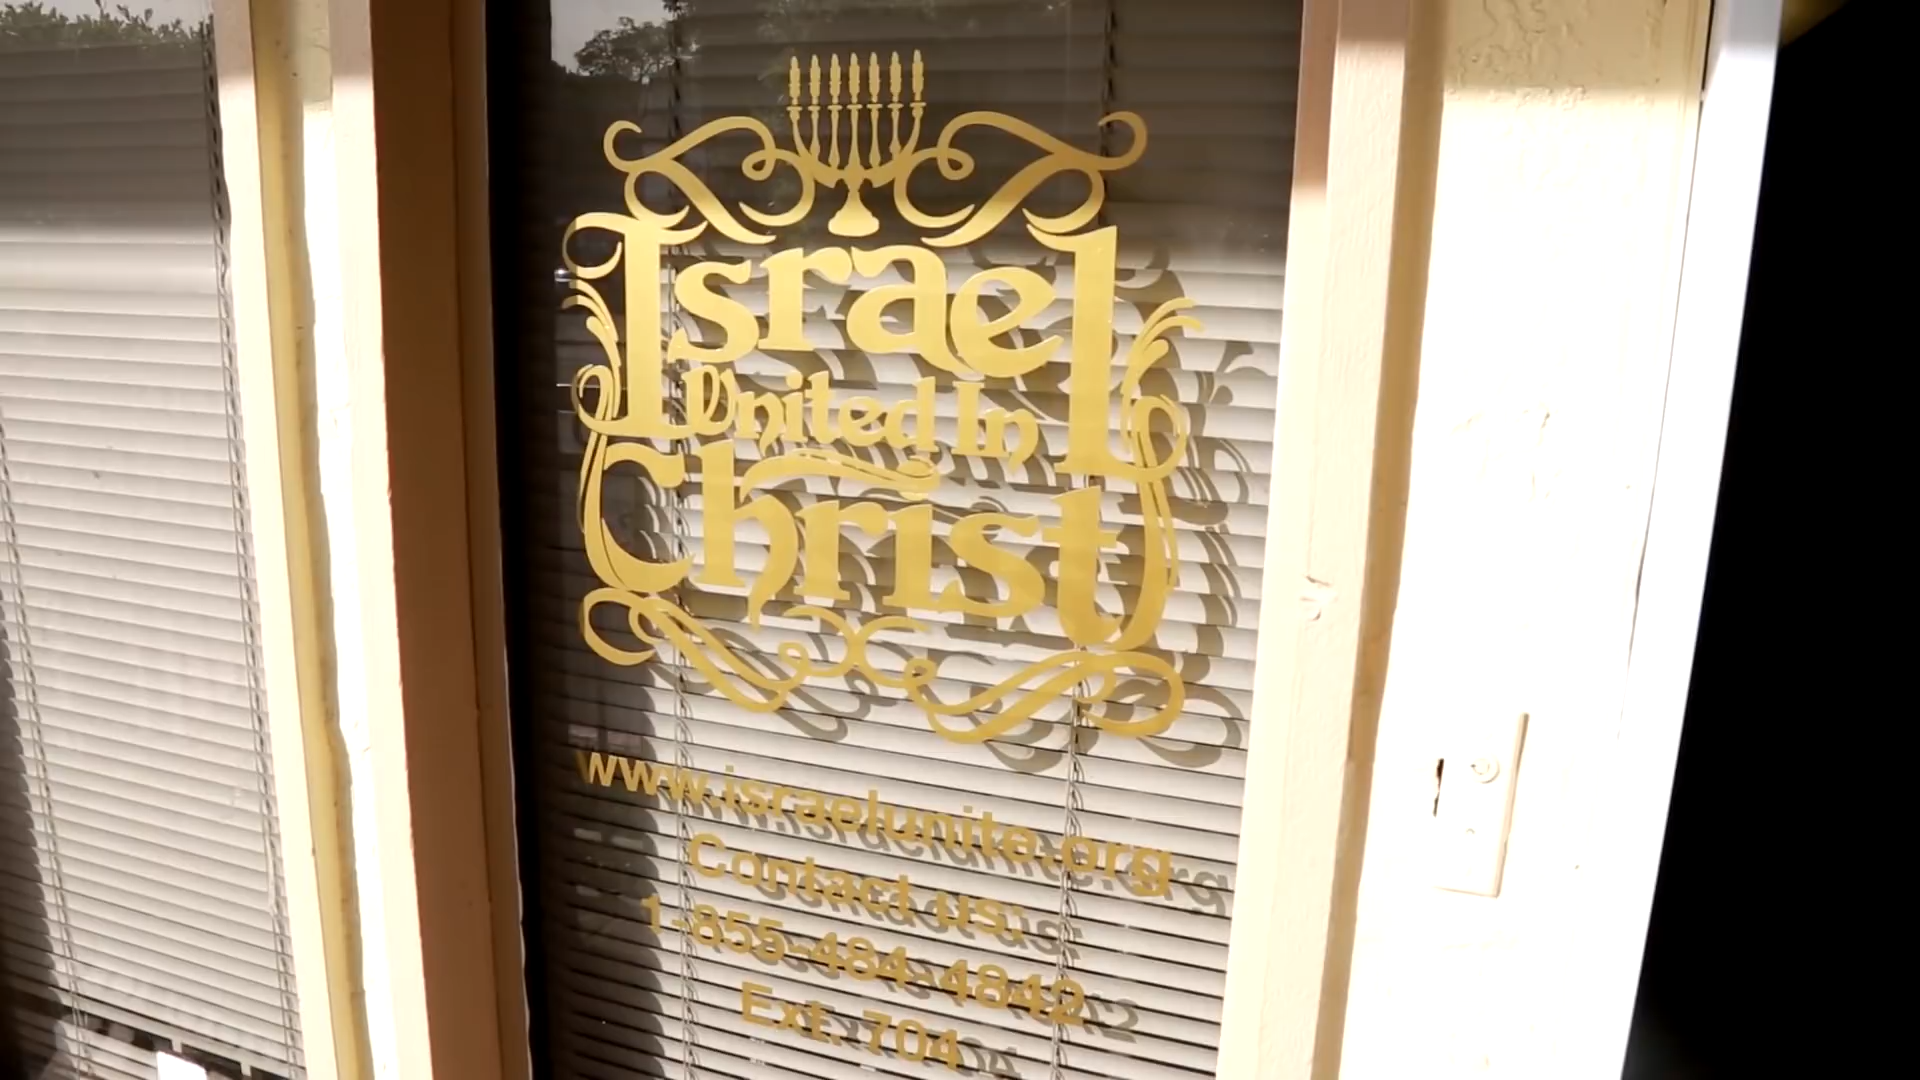 Israel
United In
Christ
www.israelunite.org
Contact us:
1-855-484-4842
Ext. 704